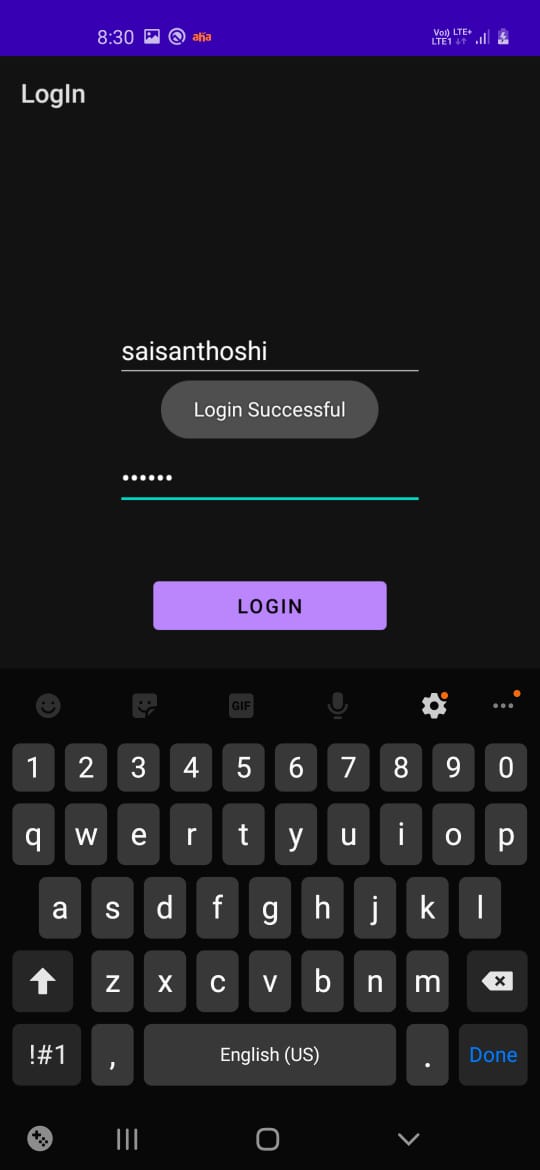 8:30 aha Vo)) LTE+
LTE1 ↓↑
LogIn
saisanthoshi
Login Successful
••••••
LOGIN
GIF
1 2 3 4 5 6 7 8 9 0
q w e r t y u i o p
a s d f g h j k l
z x c v b n m
!#1 , English (US) . Done